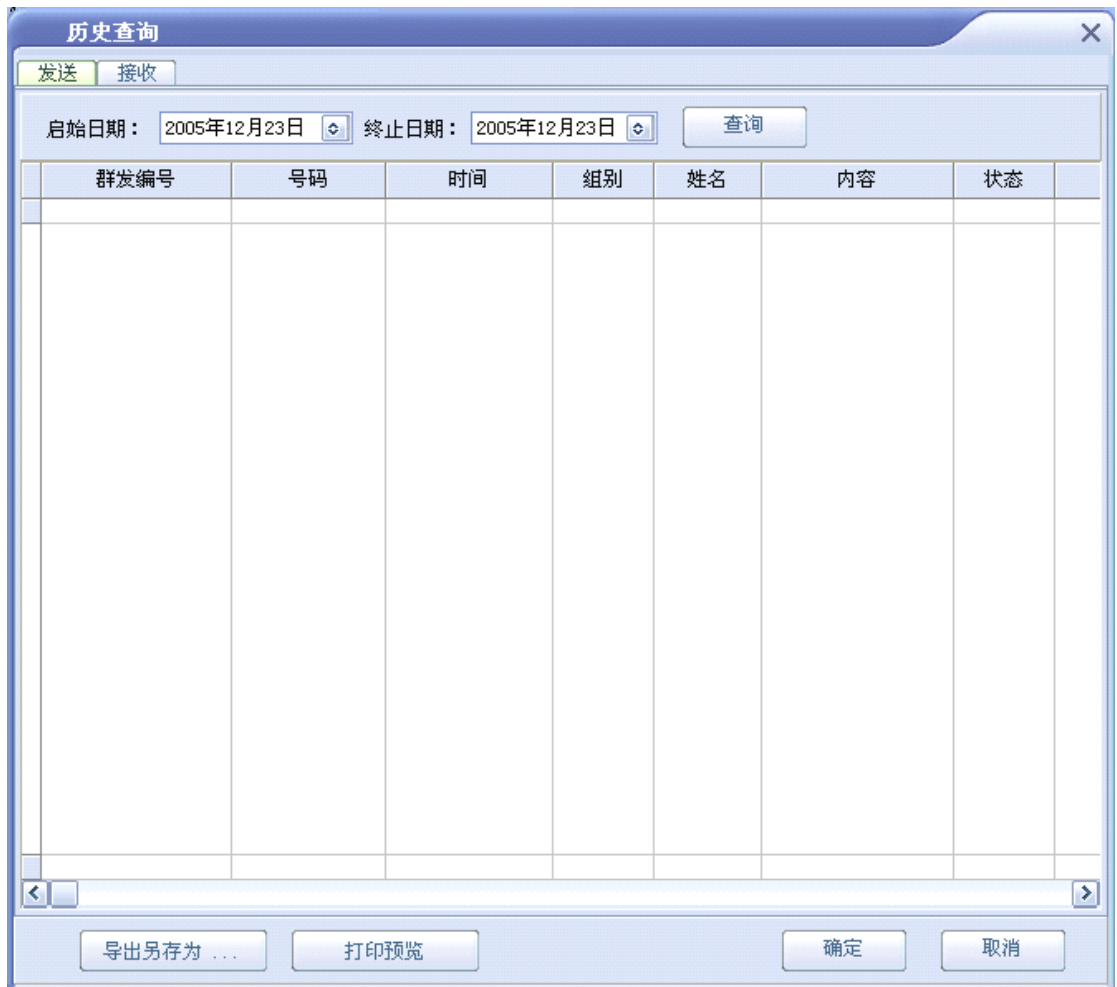 历史查询
发送 接收
启始日期： 2005年12月23日 终止日期： 2005年12月23日 查询
群发编号 号码 时间 组别 姓名 内容 状态
导出另存为 ... 打印预览 确定 取消